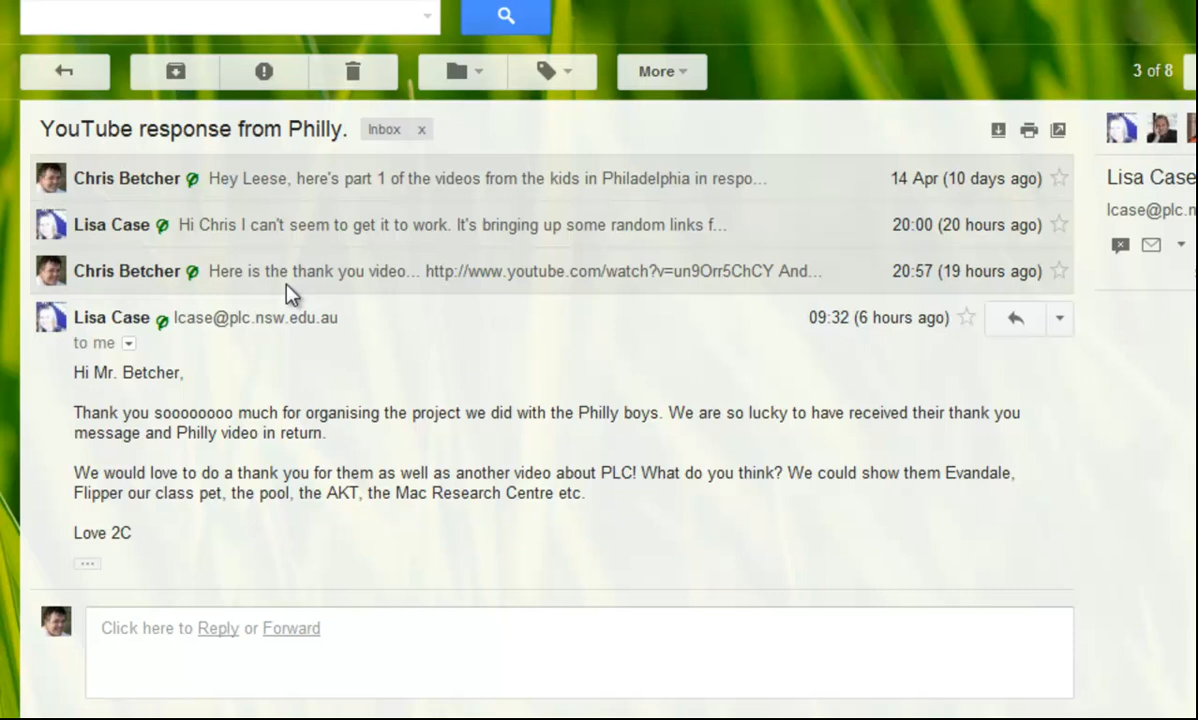 More
3 of 8
YouTube response from Philly. Inbox x
Chris Betcher Hey Leese, here's part 1 of the videos from the kids in Philadelphia in respo... 14 Apr (10 days ago)
Lisa Case Hi Chris I can't seem to get it to work. It's bringing up some random links f... 20:00 (20 hours ago)
Chris Betcher Here is the thank you video... http://www.youtube.com/watch?v=un9Orr5ChCY And... 20:57 (19 hours ago)
Lisa Case lcase@plc.nsw.edu.au 09:32 (6 hours ago)
to me
Hi Mr. Betcher,
Thank you soooooooo much for organising the project we did with the Philly boys. We are so lucky to have received their thank you
message and Philly video in return.
We would love to do a thank you for them as well as another video about PLC! What do you think? We could show them Evandale,
Flipper our class pet, the pool, the AKT, the Mac Research Centre etc.
Love 2C
...
Click here to Reply or Forward
Lisa Case
lcase@plc.n